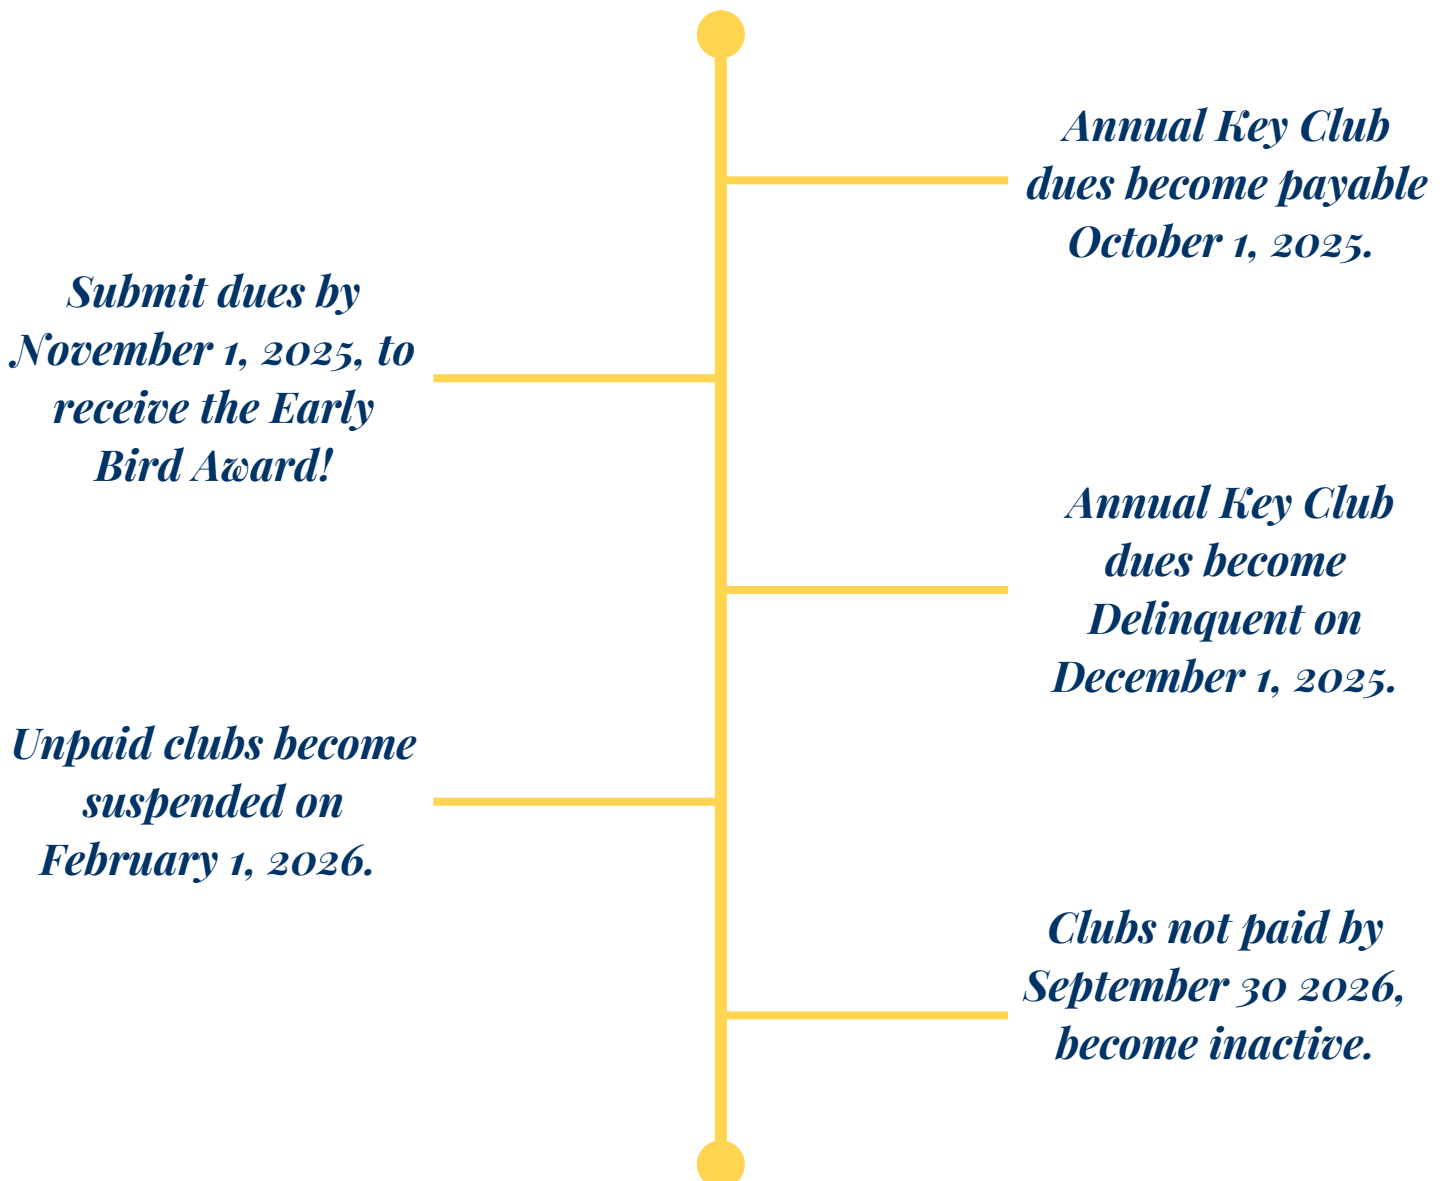 Annual Key Club
dues become payable
October 1, 2025.
Submit dues by
November 1, 2025, to
receive the Early
Bird Award!
Annual Key Club
dues become
Delinquent on
December 1, 2025.
Unpaid clubs become
suspended on
February 1, 2026.
Clubs not paid by
September 30 2026,
become inactive.